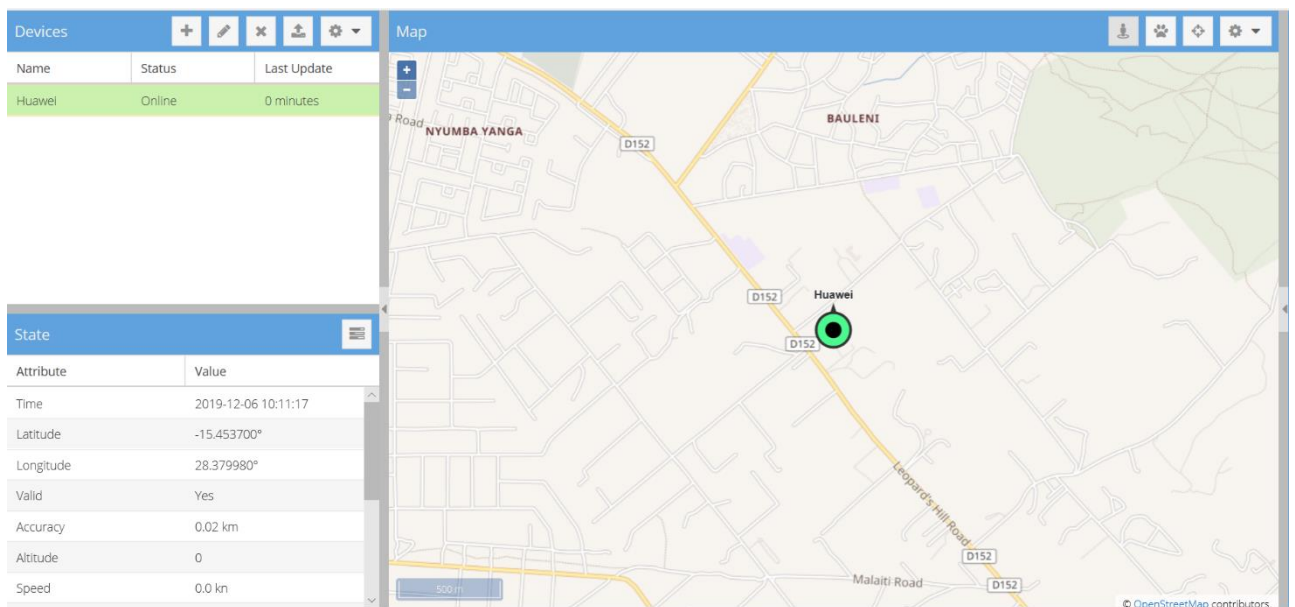 Devices
Name Status Last Update
Huawei Online 0 minutes
State
Attribute Value
Time 2019-12-06 10:11:17
Latitude -15.453700°
Longitude 28.379980°
Valid Yes
Accuracy 0.02 km
Altitude 0
Speed 0.0 kn
Map
+
−
Road
NYUMBA YANGA
BAULENI
D152
D152
Huawei
D152
Leopard's Hill Road
D152
Malaiti Road
D152
500 m
© OpenStreetMap contributors.